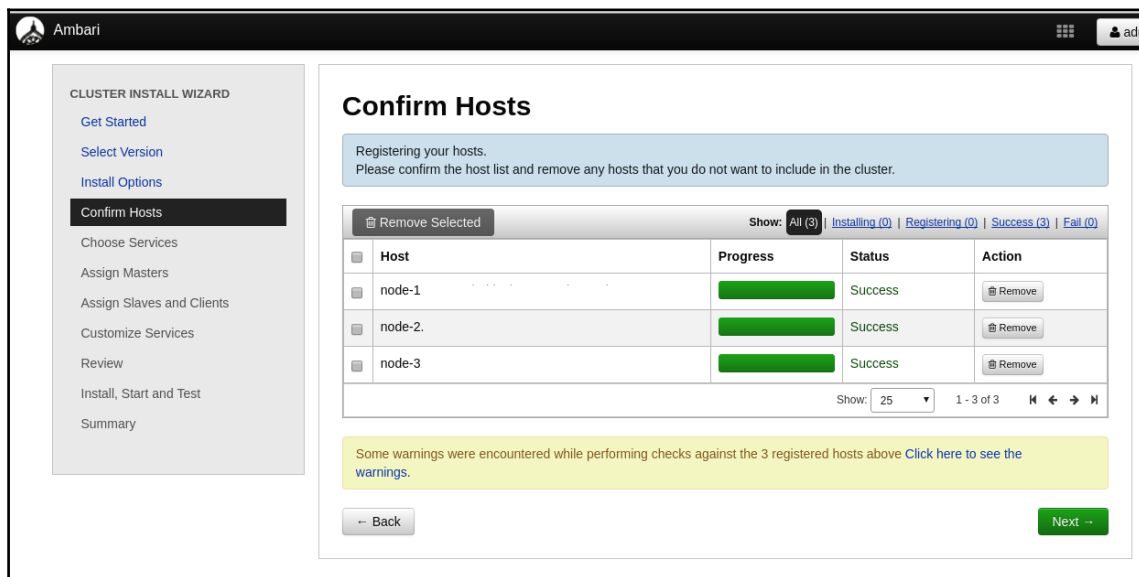 Ambari
CLUSTER INSTALL WIZARD
Get Started
Select Version
Install Options
Confirm Hosts
Choose Services
Assign Masters
Assign Slaves and Clients
Customize Services
Review
Install, Start and Test
Summary
Confirm Hosts
Registering your hosts.
Please confirm the host list and remove any hosts that you do not want to include in the cluster.
Remove Selected Show: All (3) | Installing (0) | Registering (0) | Success (3) | Fail (0)
Host Progress Status Action
node-1 Success Remove
node-2. Success Remove
node-3 Success Remove
Show: 25 1 - 3 of 3
Some warnings were encountered while performing checks against the 3 registered hosts above Click here to see the
warnings.
← Back Next →